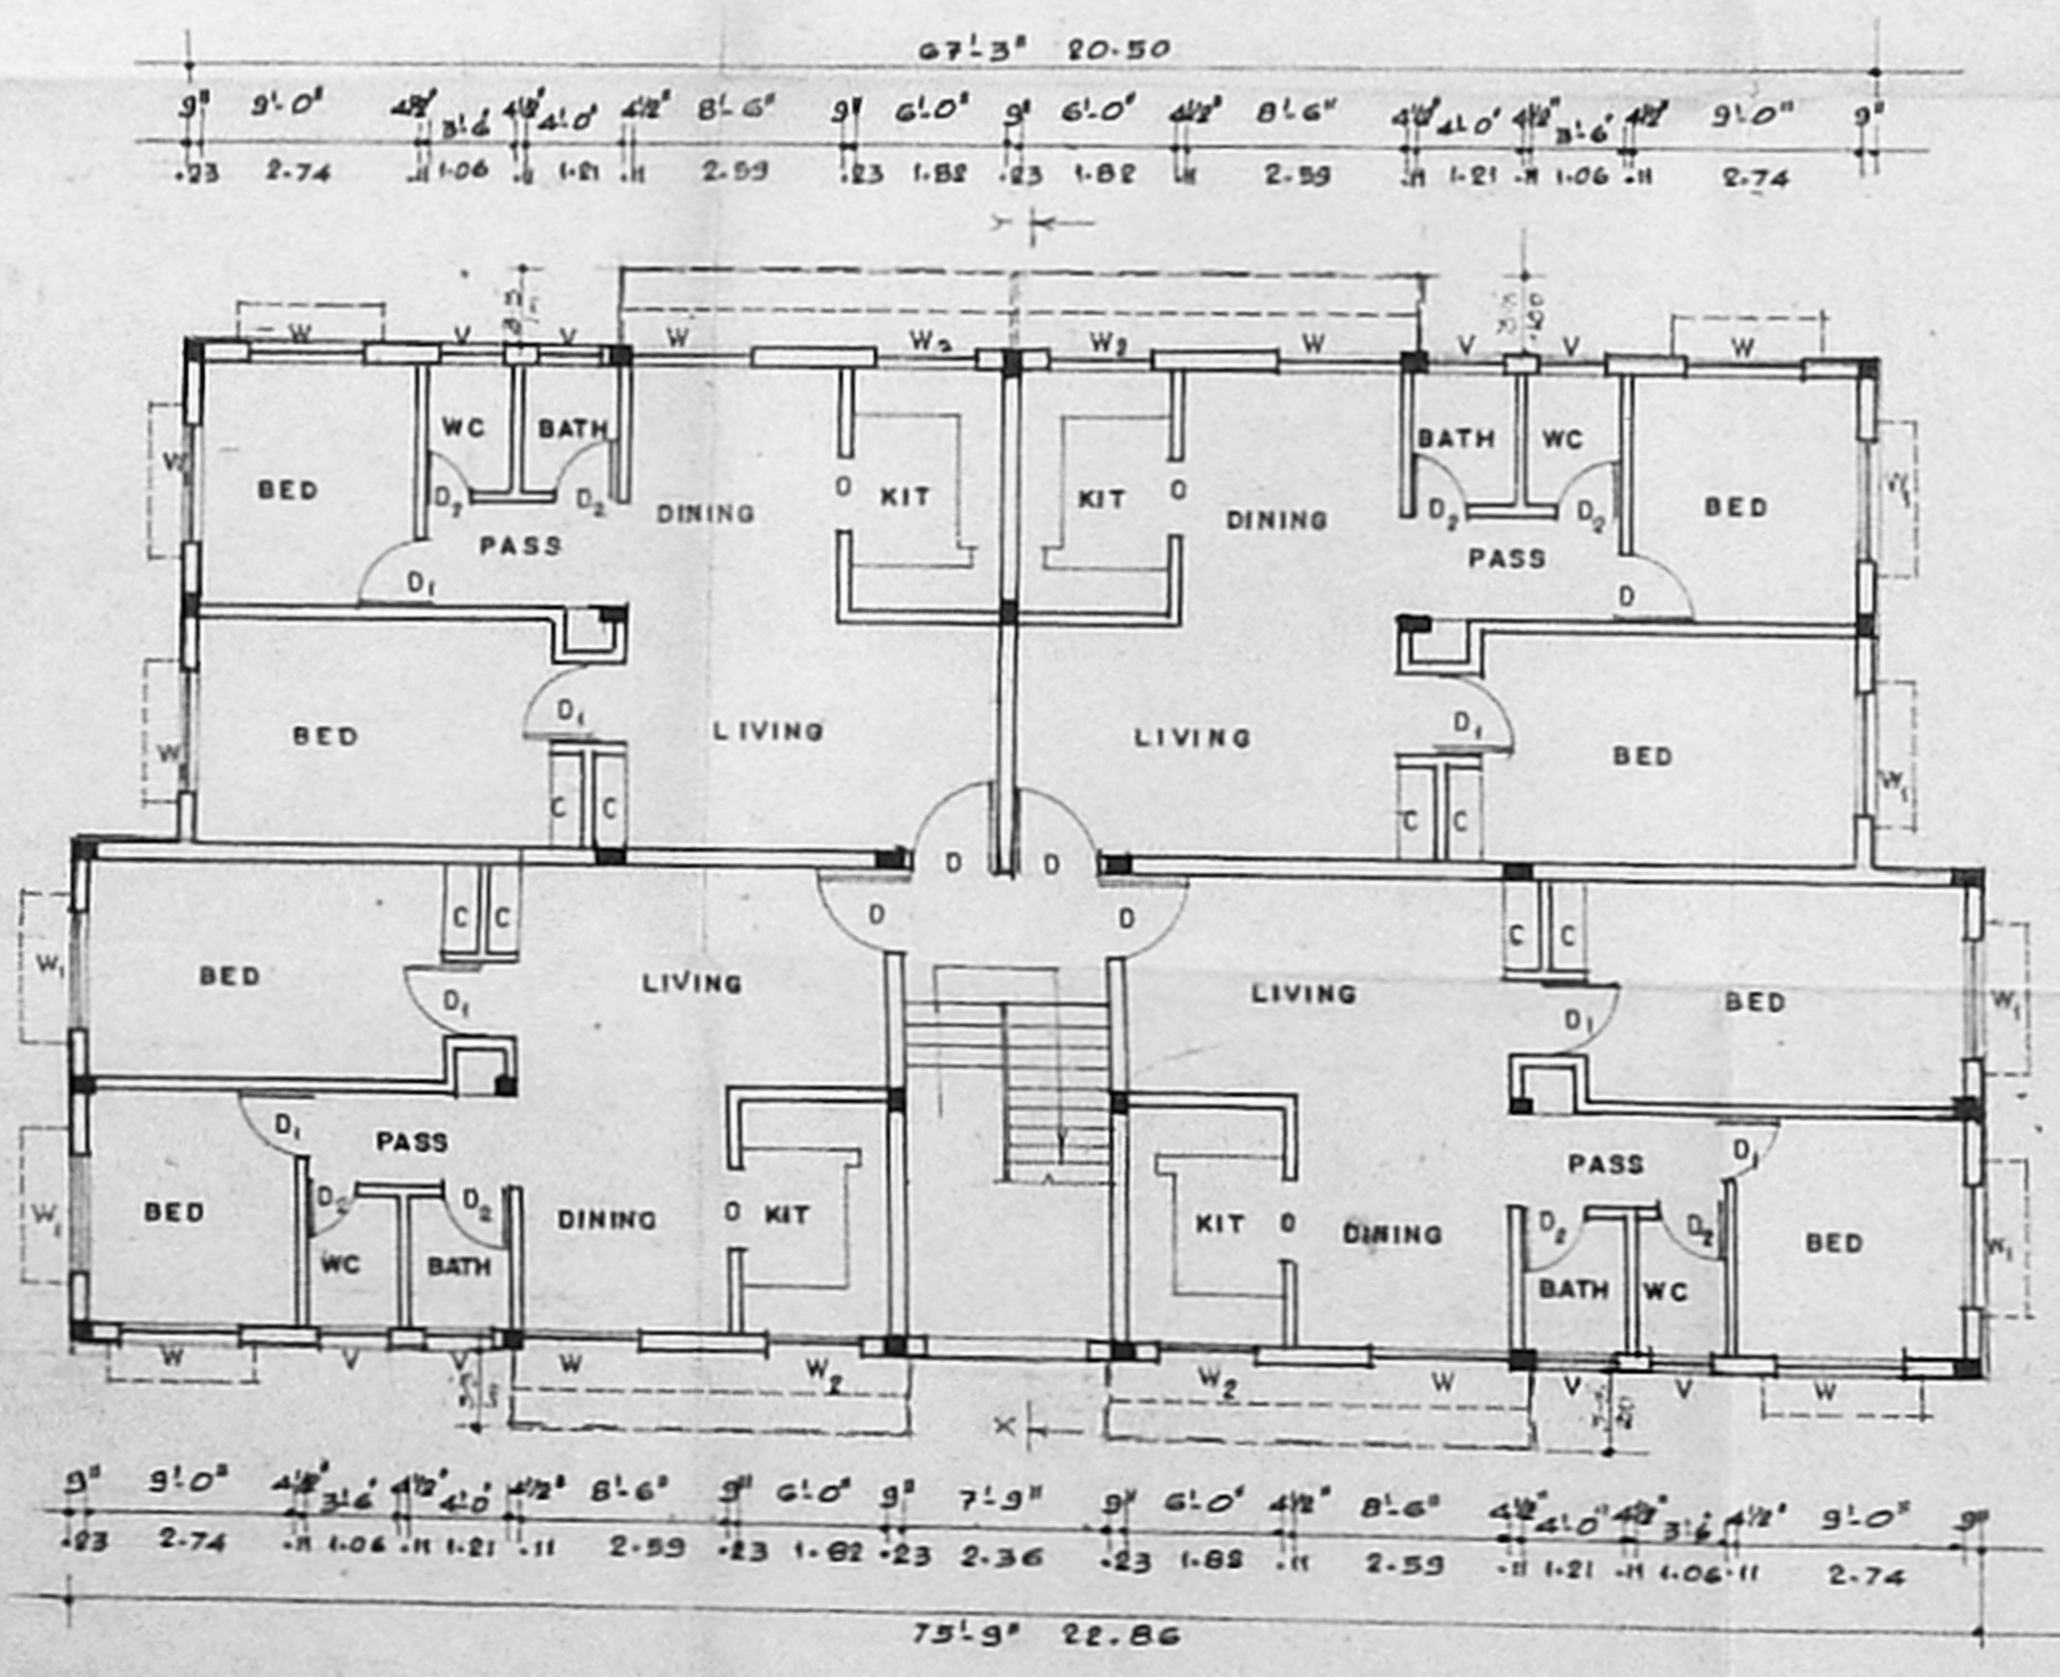 67'-3" 20.50
9" 9'-0" 4½" 3'-6" 4½" 4'-0" 4½" 8'-6" 9" 6'-0" 9" 6'-0" 4½" 8'-6" 4½" 4'-0" 4½" 3'-6" 4½" 9'-0" 9"
.23 2.74 .11 1.06 .11 1.21 .11 2.59 .23 1.82 .23 1.82 .11 2.59 .11 1.21 .11 1.06 .11 2.74
Y
W V V W W2 W2 W V V W
WC BATH BATH WC
W1 BED D2 D2 DINING O KIT KIT O DINING D2 D2 BED W1
PASS PASS
D1 D
W BED D1 LIVING LIVING D1 BED W1
C C C C
D D
C C D D C C
W1 BED LIVING LIVING BED W1
D1 D1
D1 PASS PASS D1
W1 BED D2 D2 DINING O KIT KIT O DINING D2 D2 BED W1
WC BATH BATH WC
W V V W W2 W2 W V V W
X
9" 9'-0" 4½" 3'-6" 4½" 4'-0" 4½" 8'-6" 9" 6'-0" 9" 7'-9" 9" 6'-0" 4½" 8'-6" 4½" 4'-0" 4½" 3'-6" 4½" 9'-0" 9"
.23 2.74 .11 1.06 .11 1.21 .11 2.59 .23 1.82 .23 2.36 .23 1.82 .11 2.59 .11 1.21 .11 1.06 .11 2.74
75'-9" 22.86